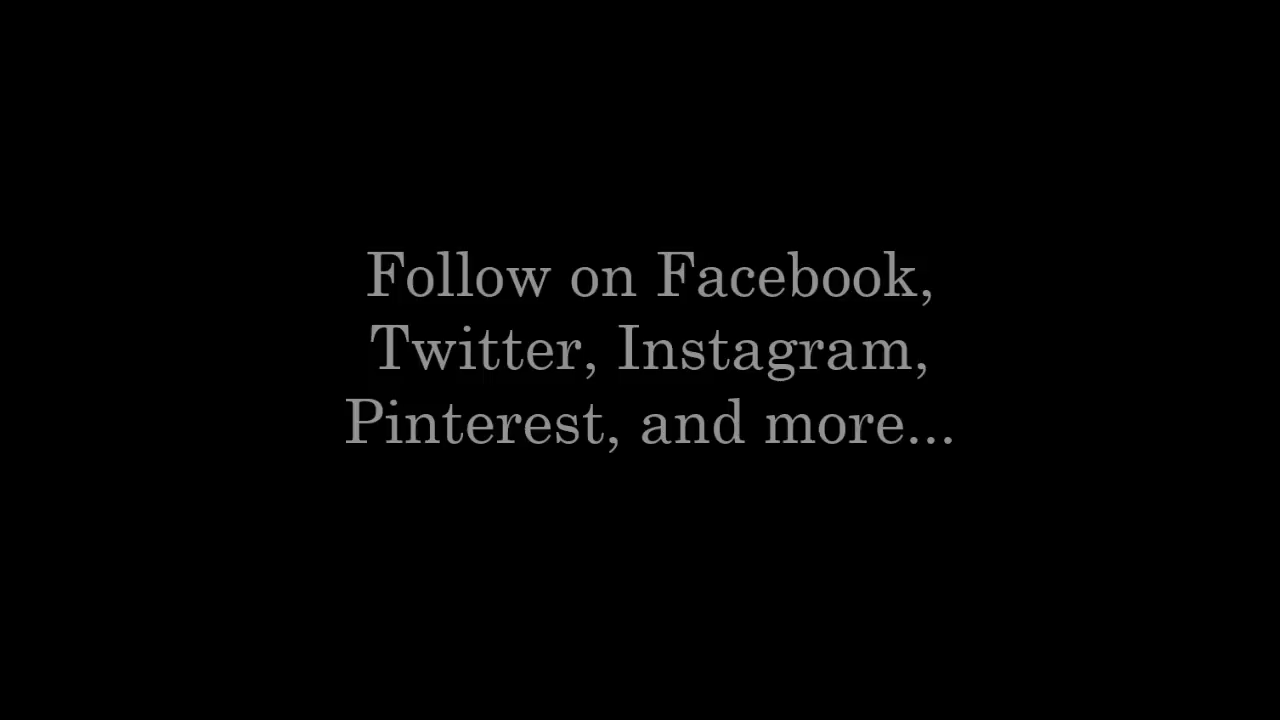 Follow on Facebook,
Twitter, Instagram,
Pinterest, and more...